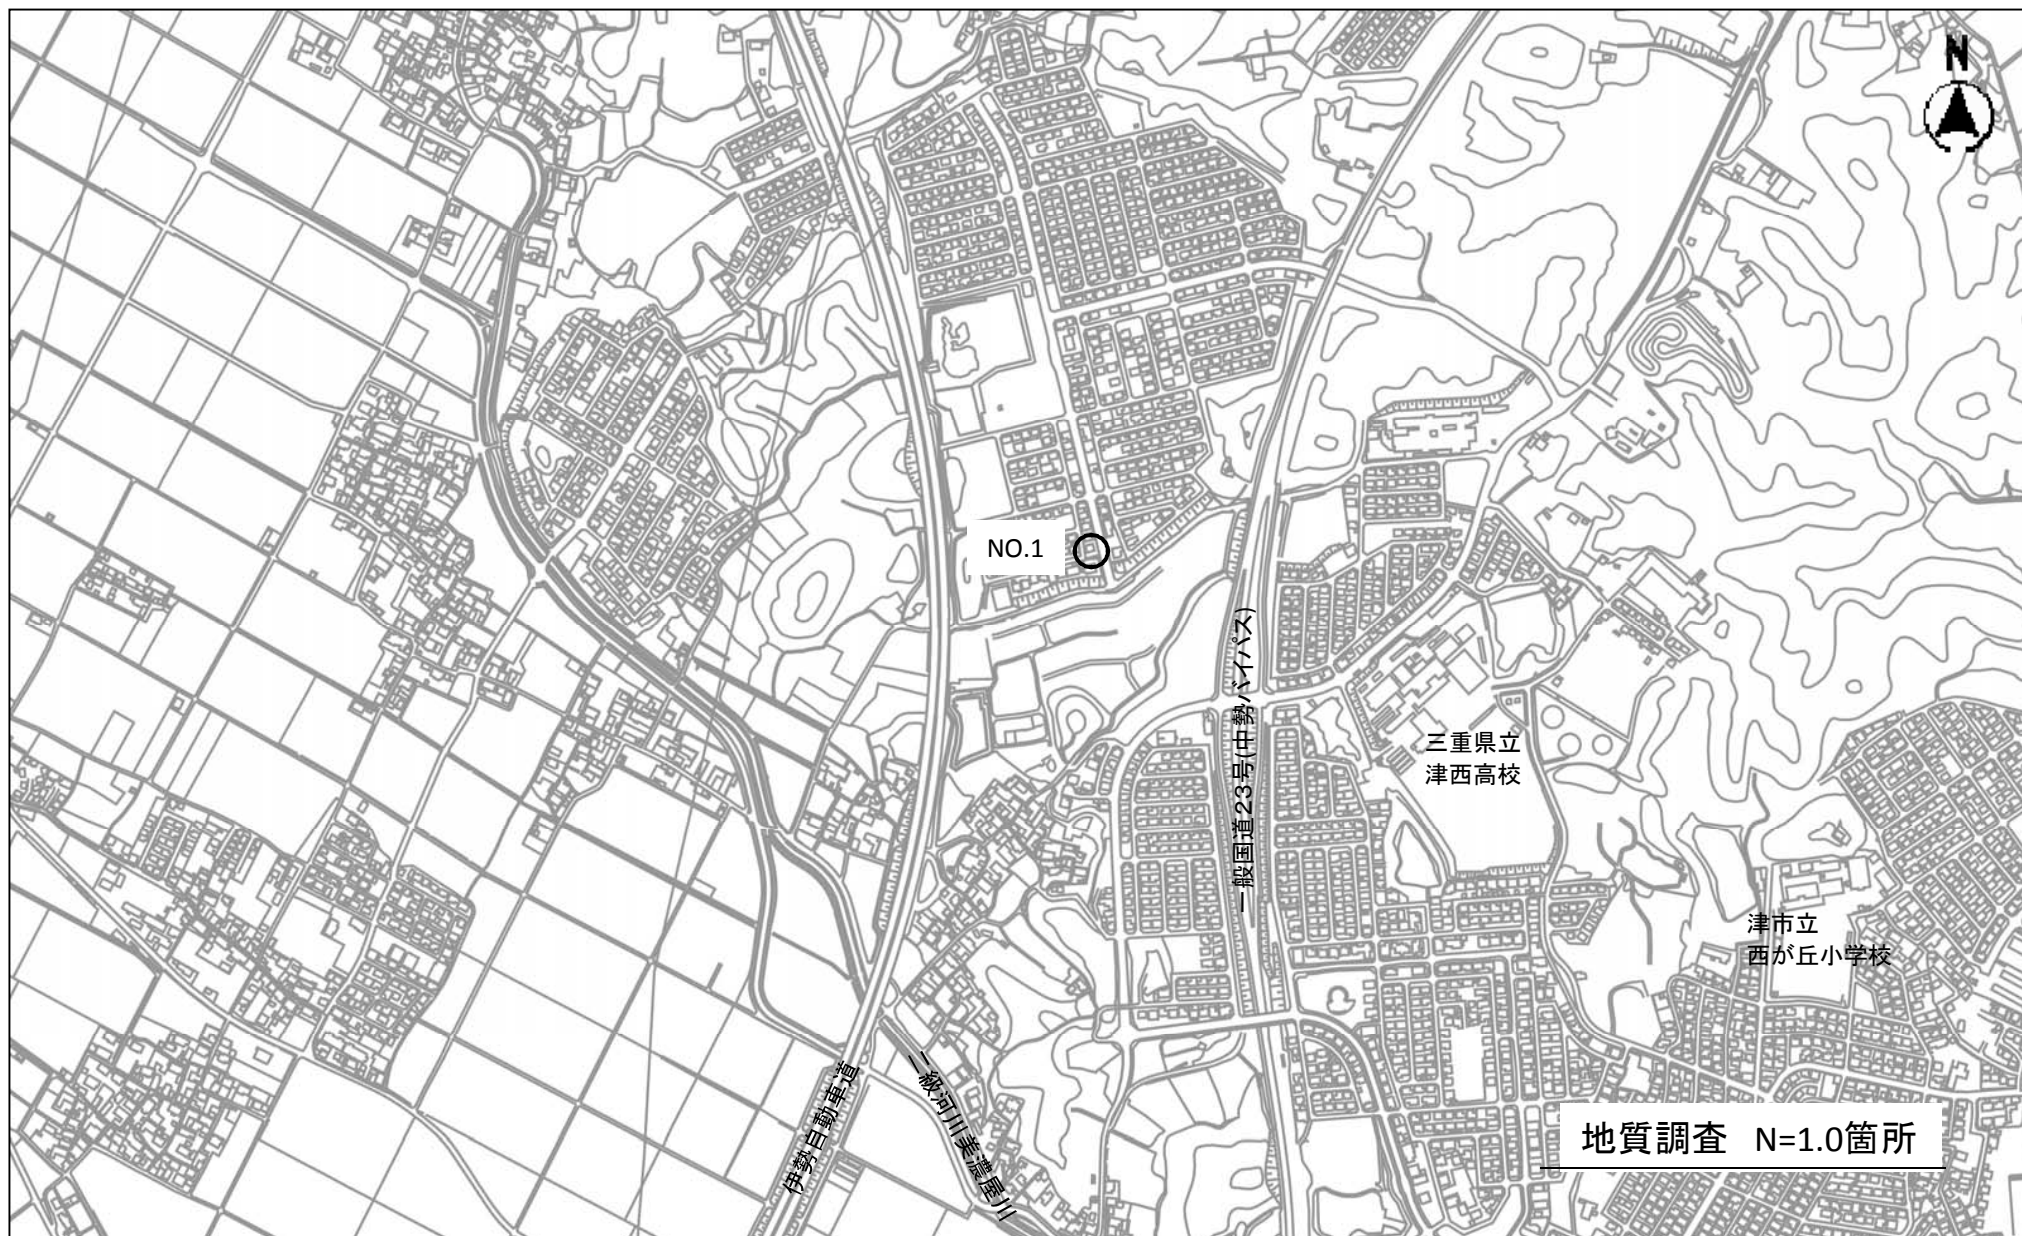 N
NO.1
一般国道23号(中勢バイパス)
三重県立
津西高校
津市立
西が丘小学校
伊勢自動車道
二級河川美濃屋川
地質調査 N=1.0箇所